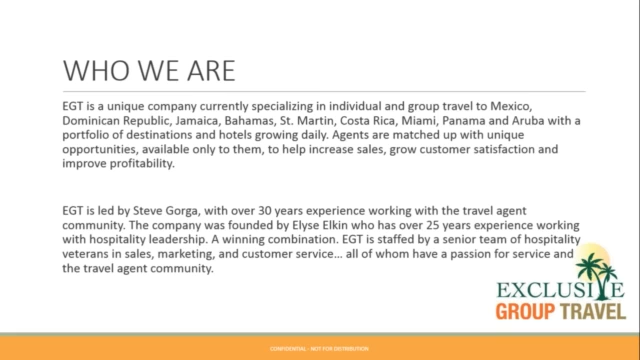 WHO WE ARE
EGT is a unique company currently specializing in individual and group travel to Mexico,
Dominican Republic, Jamaica, Bahamas, St. Martin, Costa Rica, Miami, Panama and Aruba with a
portfolio of destinations and hotels growing daily. Agents are matched up with unique
opportunities, available only to them, to help increase sales, grow customer satisfaction and
improve profitability.
EGT is led by Steve Gorga, with over 30 years experience working with the travel agent
community. The company was founded by Elyse Elkin who has over 25 years experience working
with hospitality leadership. A winning combination. EGT is staffed by a senior team of hospitality
veterans in sales, marketing, and customer service… all of whom have a passion for service and
the travel agent community.
EXCLUSIVE
GROUP TRAVEL
CONFIDENTIAL - NOT FOR DISTRIBUTION